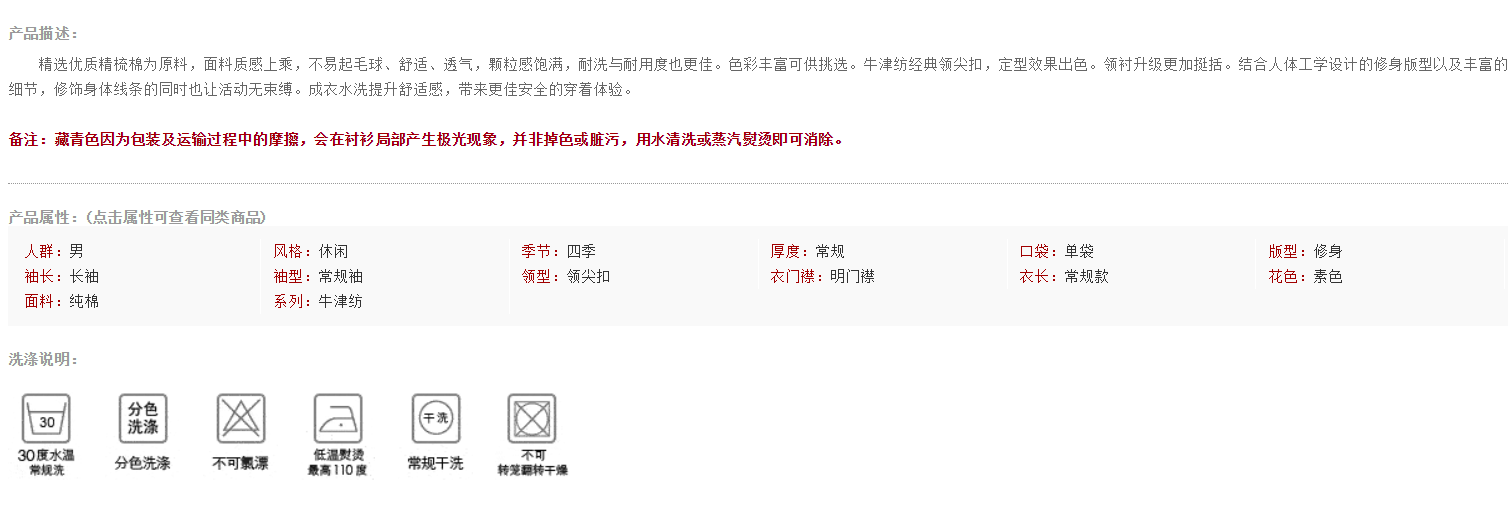 产品描述：
精选优质精梳棉为原料，面料质感上乘，不易起毛球、舒适、透气，颗粒感饱满，耐洗与耐用度也更佳。色彩丰富可供挑选。牛津纺经典领尖扣，定型效果出色。领衬升级更加挺括。结合人体工学设计的修身版型以及丰富的
细节，修饰身体线条的同时也让活动无束缚。成衣水洗提升舒适感，带来更佳安全的穿着体验。
备注：藏青色因为包装及运输过程中的摩擦，会在衬衫局部产生极光现象，并非掉色或脏污，用水清洗或蒸汽熨烫即可消除。
产品属性：(点击属性可查看同类商品)
人群：男 风格：休闲 季节：四季 厚度：常规 口袋：单袋 版型：修身
袖长：长袖 袖型：常规袖 领型：领尖扣 衣门襟：明门襟 衣长：常规款 花色：素色
面料：纯棉 系列：牛津纺
洗涤说明：
30 分色 干洗
洗涤
30度水温 分色洗涤 不可氯漂 低温熨烫 常规干洗 不可
常规洗 最高110度 转笼翻转干燥